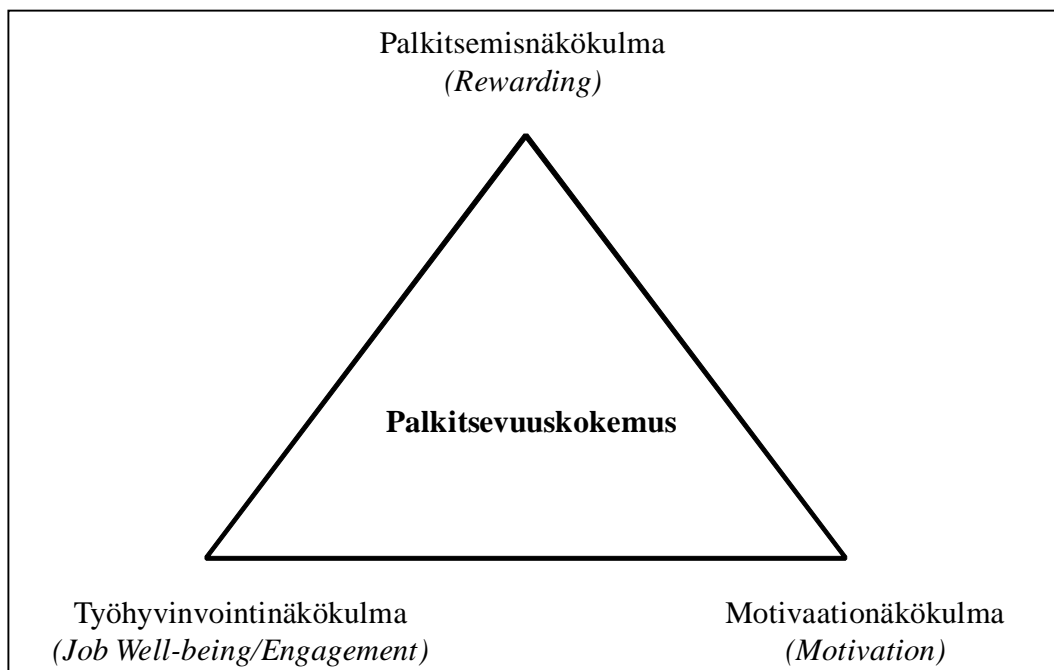 Palkitsemisnäkökulma
(Rewarding)
Palkitsevuuskokemus
Työhyvinvointinäkökulma
(Job Well-being/Engagement)
Motivaationäkökulma
(Motivation)